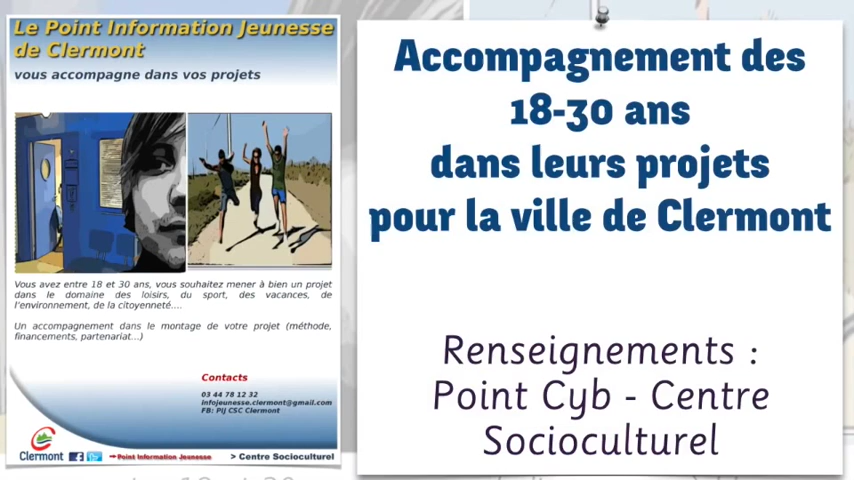 Le Point Information Jeunesse
de Clermont
vous accompagne dans vos projets
Vous avez entre 18 et 30 ans, vous souhaitez mener à bien un projet
dans le domaine des loisirs, du sport, des vacances, de
l'environnement, de la citoyenneté....
Un accompagnement dans le montage de votre projet (méthode,
financements, partenariat...)
Contacts
03 44 78 12 32
infojeunesse.clermont@gmail.com
FB: PIJ CSC Clermont
Clermont
Point Information Jeunesse
> Centre Socioculturel
Accompagnement des
18-30 ans
dans leurs projets
pour la ville de Clermont
Renseignements :
Point Cyb - Centre
Socioculturel